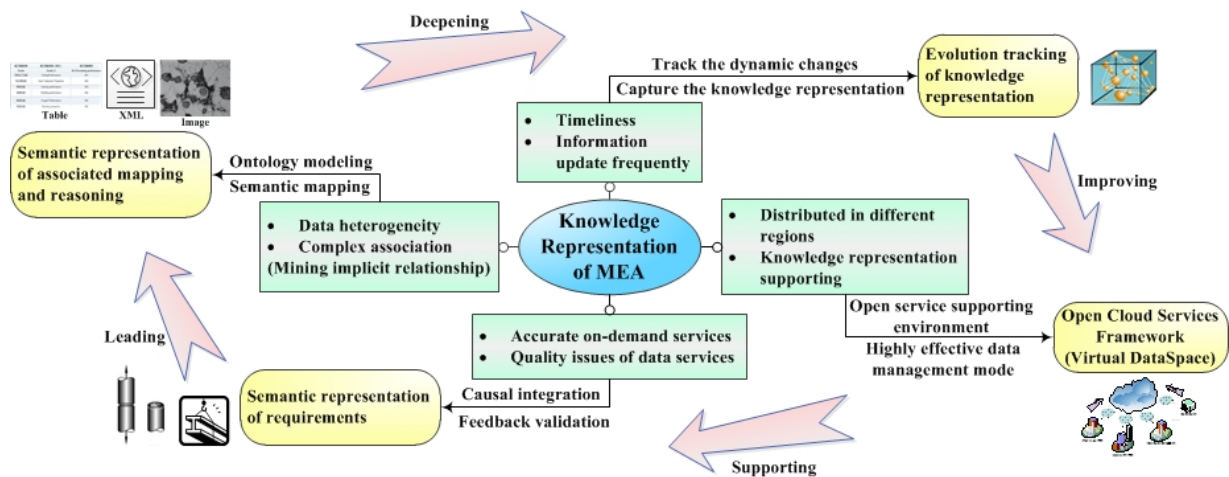 Deepening
Track the dynamic changes
Capture the knowledge representation
Evolution tracking
of knowledge
representation
Table
XML
Image
• Timeliness
• Information
update frequently
Semantic representation
of associated mapping
and reasoning
Ontology modeling
Semantic mapping
Improving
• Data heterogeneity
• Complex association
(Mining implicit relationship)
Knowledge
Representation
of MEA
• Distributed in different
regions
• Knowledge representation
supporting
Leading
• Accurate on-demand services
• Quality issues of data services
Open service supporting
environment
Highly effective data
management mode
Open Cloud Services
Framework
(Virtual DataSpace)
Semantic representation
of requirements
Causal integration
Feedback validation
Supporting